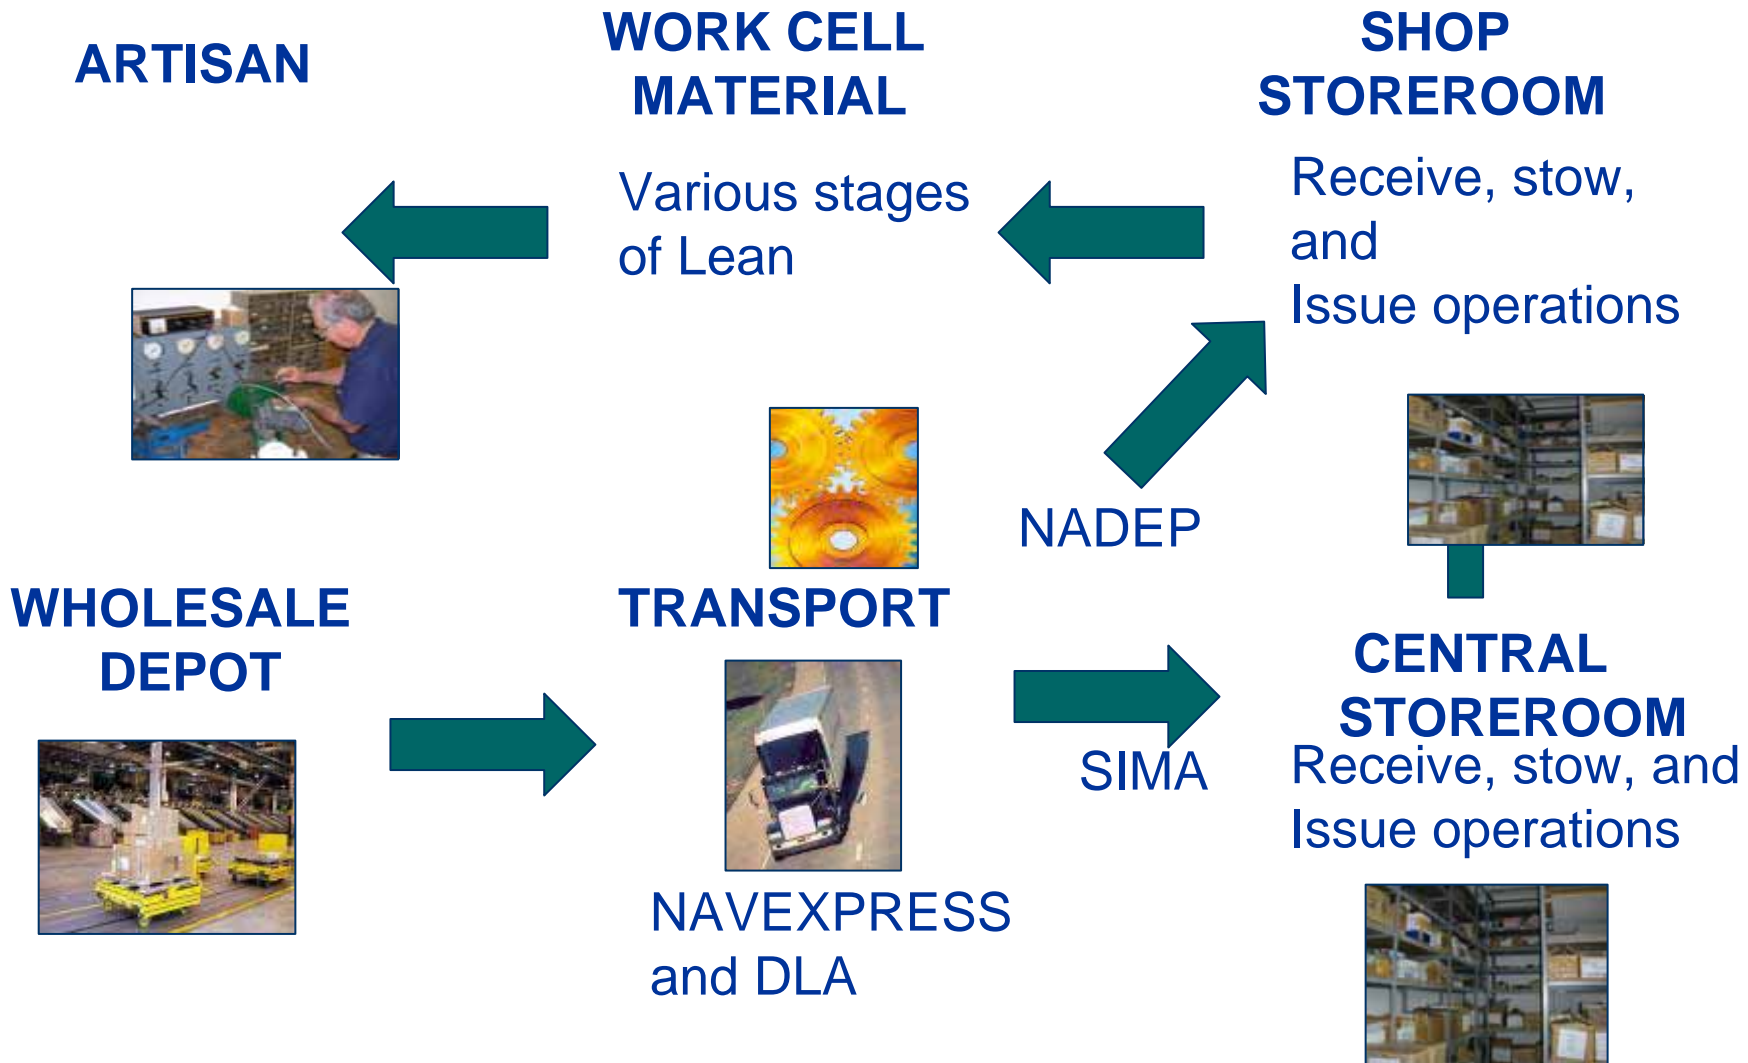 ARTISAN
WORK CELL
MATERIAL
Various stages
of Lean
SHOP
STOREROOM
Receive, stow,
and
Issue operations
NADEP
WHOLESALE
DEPOT
TRANSPORT
NAVEXPRESS
and DLA
SIMA
CENTRAL
STOREROOM
Receive, stow, and
Issue operations